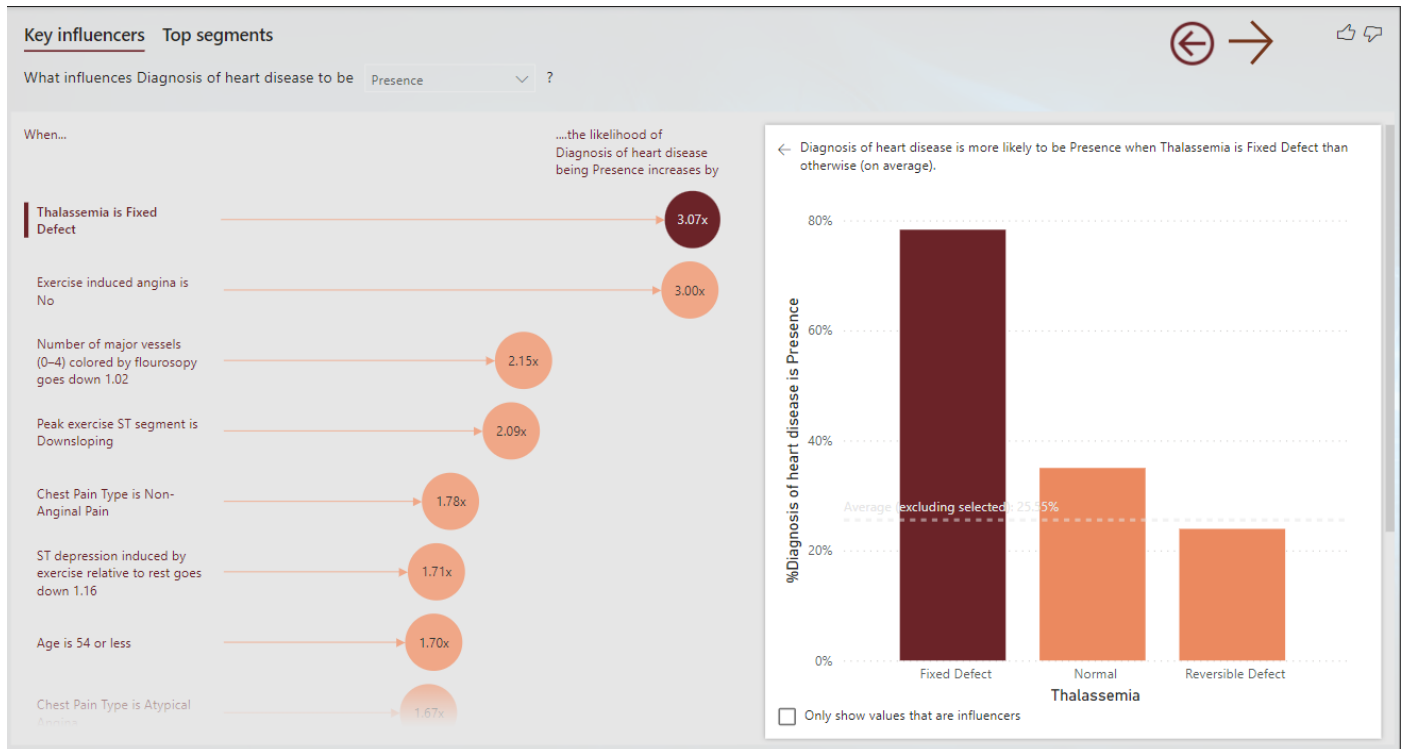 Key influencers Top segments
What influences Diagnosis of heart disease to be Presence ?
When...
....the likelihood of
Diagnosis of heart disease
being Presence increases by
Thalassemia is Fixed
Defect
3.07x
Exercise induced angina is
No
3.00x
Number of major vessels
(0–4) colored by flourosopy
goes down 1.02
2.15x
Peak exercise ST segment is
Downsloping
2.09x
Chest Pain Type is Non-
Anginal Pain
1.78x
ST depression induced by
exercise relative to rest goes
down 1.16
1.71x
Age is 54 or less
1.70x
Chest Pain Type is Atypical
Angina
1.67x
Diagnosis of heart disease is more likely to be Presence when Thalassemia is Fixed Defect than
otherwise (on average).
%Diagnosis of heart disease is Presence
80%
60%
40%
Average (excluding selected): 25.55%
20%
0%
Fixed Defect Normal Reversible Defect
Thalassemia
Only show values that are influencers